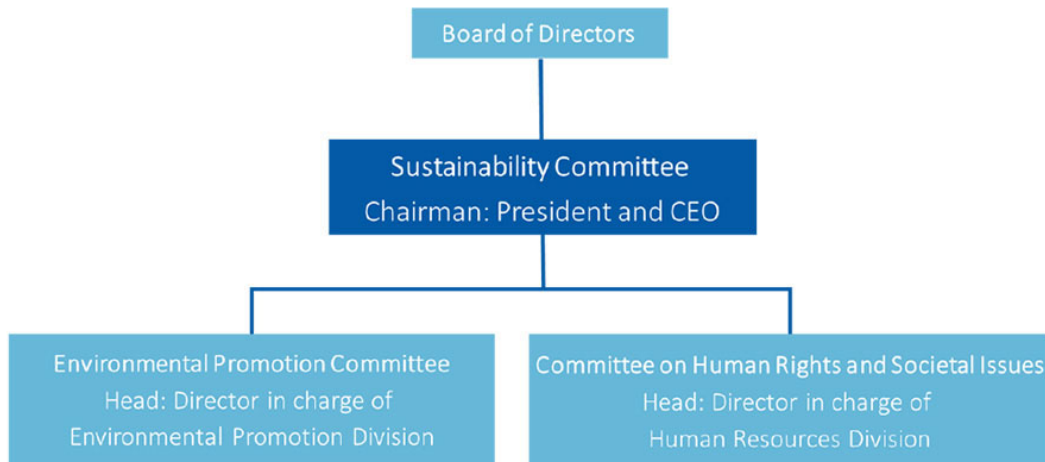 Board of Directors
Sustainability Committee
Chairman: President and CEO
Environmental Promotion Committee
Head: Director in charge of
Environmental Promotion Division
Committee on Human Rights and Societal Issues
Head: Director in charge of
Human Resources Division